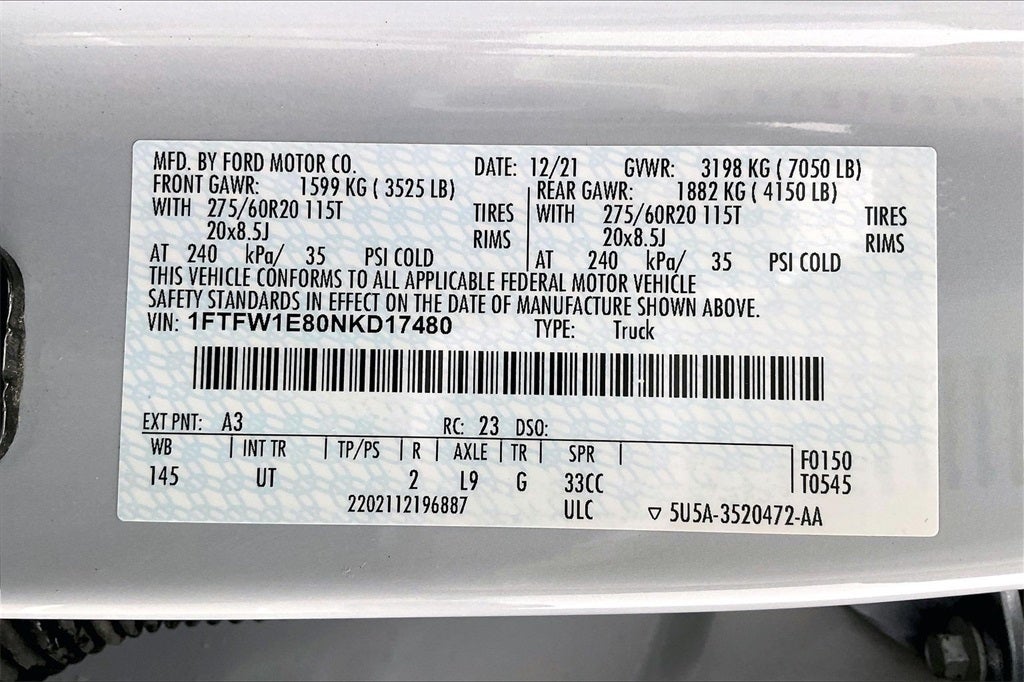 MFD. BY FORD MOTOR CO. DATE: 12/21 GVWR: 3198 KG ( 7050 LB)
FRONT GAWR: 1599 KG ( 3525 LB) REAR GAWR: 1882 KG ( 4150 LB)
WITH 275/60R20 115T TIRES WITH 275/60R20 115T TIRES
20x8.5J RIMS 20x8.5J RIMS
AT 240 kPa/ 35 PSI COLD AT 240 kPa/ 35 PSI COLD
THIS VEHICLE CONFORMS TO ALL APPLICABLE FEDERAL MOTOR VEHICLE
SAFETY STANDARDS IN EFFECT ON THE DATE OF MANUFACTURE SHOWN ABOVE.
VIN: 1FTFW1E80NKD17480 TYPE: Truck
EXT PNT: A3 RC: 23 DSO:
WB INT TR TP/PS R AXLE TR SPR F0150
145 UT 2 L9 G 33CC T0545
2202112196887 ULC ▽ 5U5A-3520472-AA